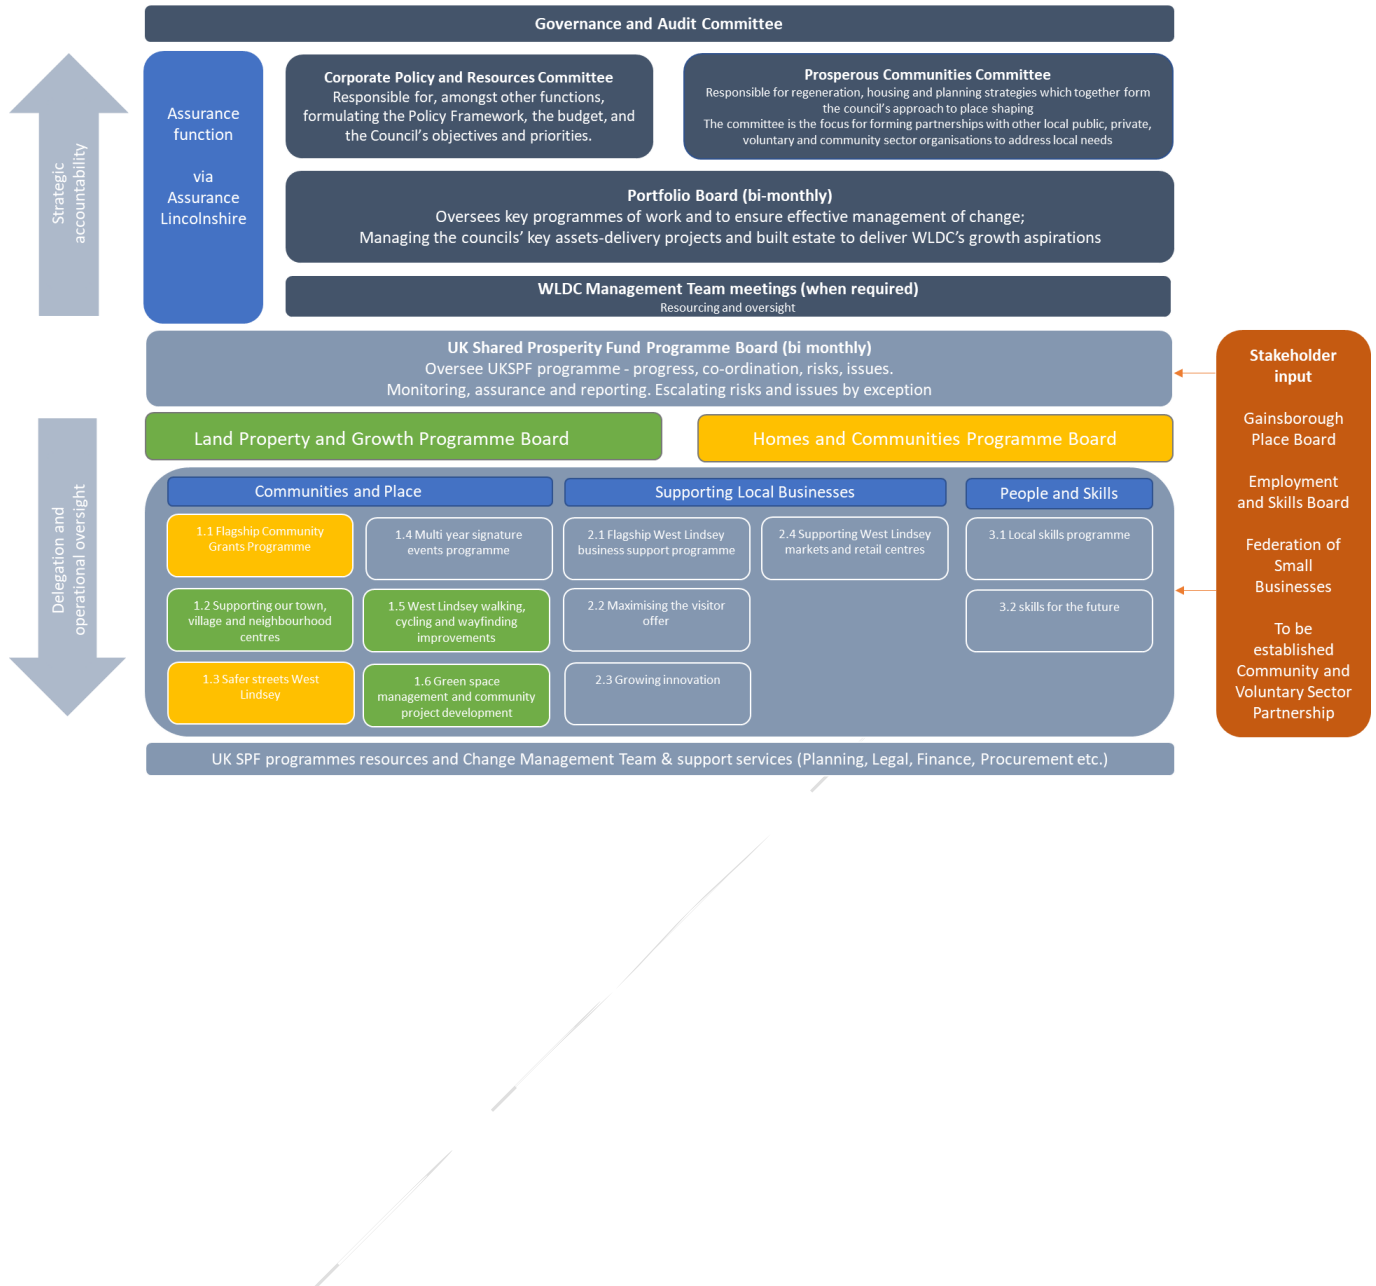 Governance and Audit Committee
Strategic
accountability
Assurance
function
via
Assurance
Lincolnshire
Corporate Policy and Resources Committee
Responsible for, amongst other functions,
formulating the Policy Framework, the budget, and
the Council's objectives and priorities.
Prosperous Communities Committee
Responsible for regeneration, housing and planning strategies which together form
the council's approach to place shaping
The committee is the focus for forming partnerships with other local public, private,
voluntary and community sector organisations to address local needs
Portfolio Board (bi-monthly)
Oversees key programmes of work and to ensure effective management of change;
Managing the councils' key assets-delivery projects and built estate to deliver WLDC's growth aspirations
WLDC Management Team meetings (when required)
Resourcing and oversight
UK Shared Prosperity Fund Programme Board (bi monthly)
Oversee UKSPF programme - progress, co-ordination, risks, issues.
Monitoring, assurance and reporting. Escalating risks and issues by exception
Stakeholder
input
Gainsborough
Place Board
Employment
and Skills Board
Federation of
Small
Businesses
To be
established
Community and
Voluntary Sector
Partnership
Delegation and
operational oversight
Land Property and Growth Programme Board
Homes and Communities Programme Board
Communities and Place
1.1 Flagship Community
Grants Programme
1.2 Supporting our town,
village and neighbourhood
centres
1.3 Safer streets West
Lindsey
1.4 Multi year signature
events programme
1.5 West Lindsey walking,
cycling and wayfinding
improvements
1.6 Green space
management and community
project development
Supporting Local Businesses
2.1 Flagship West Lindsey
business support programme
2.2 Maximising the visitor
offer
2.3 Growing innovation
2.4 Supporting West Lindsey
markets and retail centres
People and Skills
3.1 Local skills programme
3.2 skills for the future
UK SPF programmes resources and Change Management Team & support services (Planning, Legal, Finance, Procurement etc.)